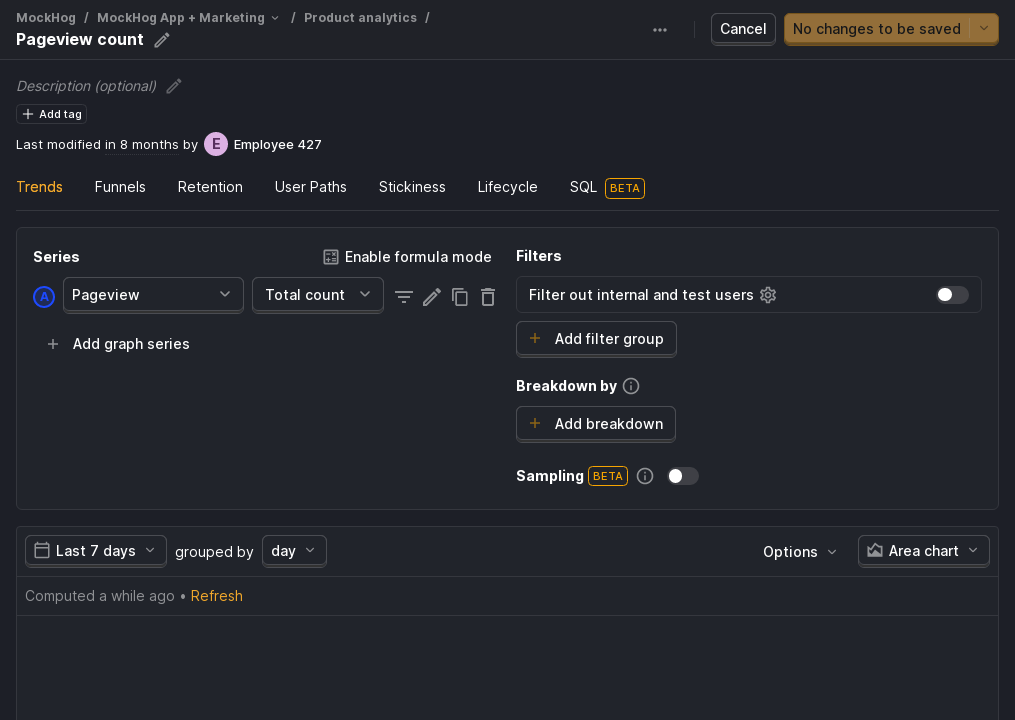 MockHog / MockHog App + Marketing / Product analytics /
Pageview count
Cancel
No changes to be saved
Description (optional)
Add tag
Last modified in 8 months by E Employee 427
Trends Funnels Retention User Paths Stickiness Lifecycle SQL BETA
Series
Enable formula mode
A Pageview Total count
Add graph series
Filters
Filter out internal and test users
Add filter group
Breakdown by
Add breakdown
Sampling BETA
Last 7 days grouped by day Options Area chart
Computed a while ago • Refresh